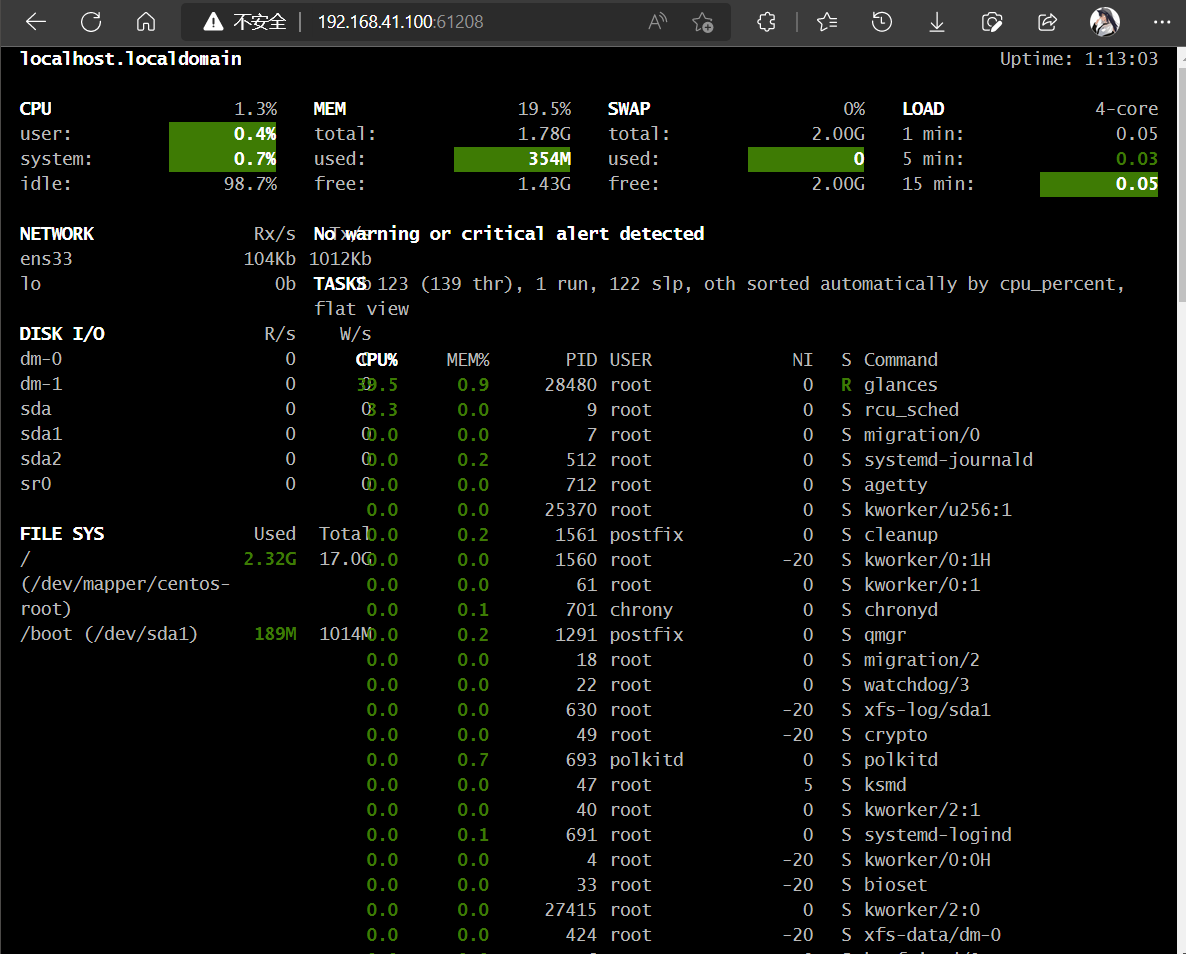 不安全 192.168.41.100:61208
localhost.localdomain Uptime: 1:13:03
CPU 1.3% MEM 19.5% SWAP 0% LOAD 4-core
user: 0.4% total: 1.78G total: 2.00G 1 min: 0.05
system: 0.7% used: 354M used: 0 5 min: 0.03
idle: 98.7% free: 1.43G free: 2.00G 15 min: 0.05
NETWORK Rx/s Tx/s No warning or critical alert detected
ens33 104Kb 1012Kb
lo 0b 0b TASKS 123 (139 thr), 1 run, 122 slp, oth sorted automatically by cpu_percent,
flat view
DISK I/O R/s W/s
dm-0 0 0 CPU% MEM% PID USER NI S Command
dm-1 0 0 39.5 0.9 28480 root 0 R glances
sda 0 0 3.3 0.0 9 root 0 S rcu_sched
sda1 0 0 0.0 0.0 7 root 0 S migration/0
sda2 0 0 0.0 0.2 512 root 0 S systemd-journald
sr0 0 0 0.0 0.0 712 root 0 S agetty
0.0 0.0 25370 root 0 S kworker/u256:1
FILE SYS Used Total 0.0 0.2 1561 postfix 0 S cleanup
/ 2.32G 17.0G 0.0 0.0 1560 root -20 S kworker/0:1H
(/dev/mapper/centos- 0.0 0.0 61 root 0 S kworker/0:1
root) 0.0 0.1 701 chrony 0 S chronyd
/boot (/dev/sda1) 189M 1014M 0.0 0.2 1291 postfix 0 S qmgr
0.0 0.0 18 root 0 S migration/2
0.0 0.0 22 root 0 S watchdog/3
0.0 0.0 630 root -20 S xfs-log/sda1
0.0 0.0 49 root -20 S crypto
0.0 0.7 693 polkitd 0 S polkitd
0.0 0.0 47 root 5 S ksmd
0.0 0.0 40 root 0 S kworker/2:1
0.0 0.1 691 root 0 S systemd-logind
0.0 0.0 4 root -20 S kworker/0:0H
0.0 0.0 33 root -20 S bioset
0.0 0.0 27415 root 0 S kworker/2:0
0.0 0.0 424 root -20 S xfs-data/dm-0